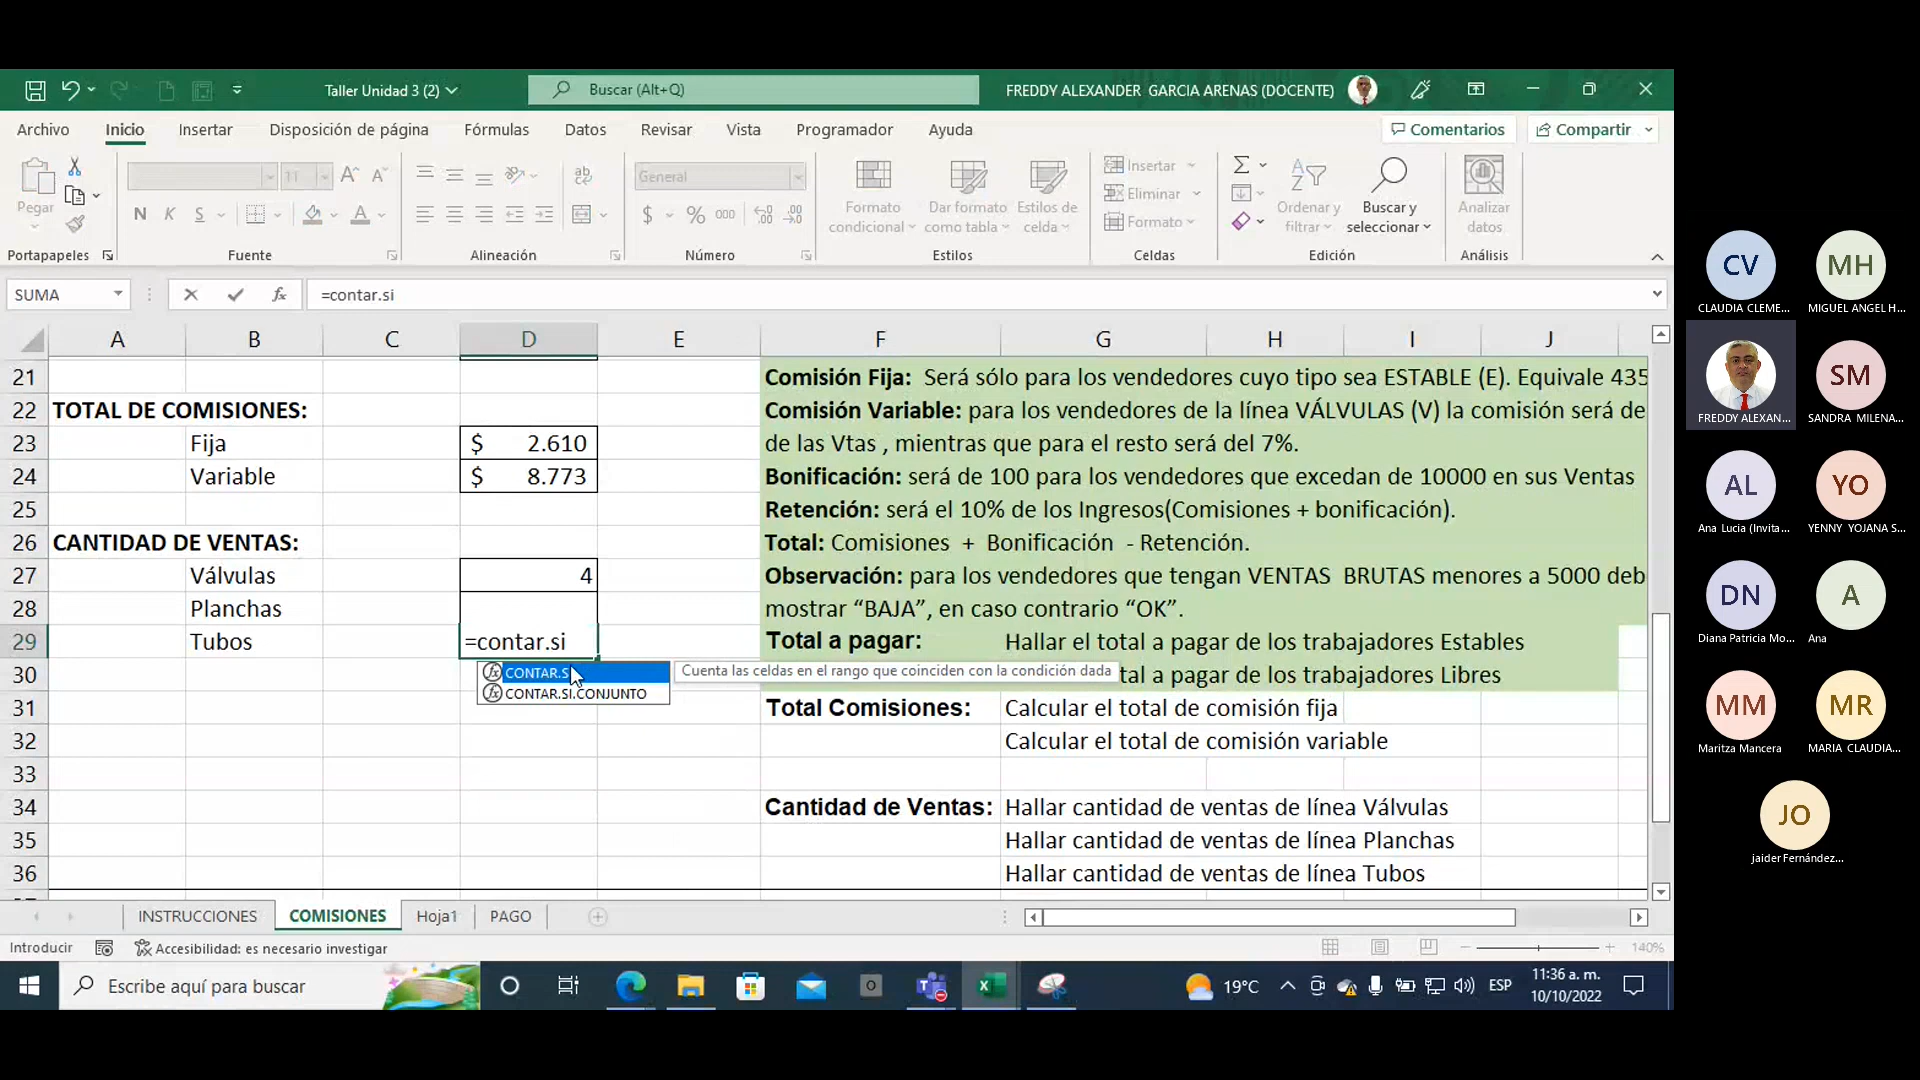 Taller Unidad 3 (2)
Buscar (Alt+Q)
FREDDY ALEXANDER GARCIA ARENAS (DOCENTE)
Archivo Inicio Insertar Disposición de página Fórmulas Datos Revisar Vista Programador Ayuda
Comentarios Compartir
Pegar
Portapapeles
11
N K S
Fuente
Alineación
General
$ % 000
Número
Formato condicional
Dar formato como tabla
Estilos de celda
Estilos
Insertar
Eliminar
Formato
Celdas
Ordenar y filtrar
Buscar y seleccionar
Edición
Analizar datos
Análisis
SUMA
=contar.si
A B C D E F G H I J
21 Comisión Fija: Será sólo para los vendedores cuyo tipo sea ESTABLE (E). Equivale 435
22 TOTAL DE COMISIONES: Comisión Variable: para los vendedores de la línea VÁLVULAS (V) la comisión será de
23 Fija $ 2.610 de las Vtas , mientras que para el resto será del 7%.
24 Variable $ 8.773 Bonificación: será de 100 para los vendedores que excedan de 10000 en sus Ventas
25 Retención: será el 10% de los Ingresos(Comisiones + bonificación).
26 CANTIDAD DE VENTAS: Total: Comisiones + Bonificación - Retención.
27 Válvulas 4 Observación: para los vendedores que tengan VENTAS BRUTAS menores a 5000 deb
28 Planchas mostrar “BAJA”, en caso contrario “OK”.
29 Tubos =contar.si Total a pagar: Hallar el total a pagar de los trabajadores Estables
30 CONTAR.S Cuenta las celdas en el rango que coinciden con la condición dada tal a pagar de los trabajadores Libres
CONTAR.SI.CONJUNTO
31 Total Comisiones: Calcular el total de comisión fija
32 Calcular el total de comisión variable
33
34 Cantidad de Ventas: Hallar cantidad de ventas de línea Válvulas
35 Hallar cantidad de ventas de línea Planchas
36 Hallar cantidad de ventas de línea Tubos
INSTRUCCIONES COMISIONES Hoja1 PAGO
Introducir Accesibilidad: es necesario investigar
140%
Escribe aquí para buscar
19°C
ESP
11:36 a. m.
10/10/2022
CV MH
CLAUDIA CLEME... MIGUEL ANGEL H...
SM
FREDDY ALEXAN... SANDRA MILENA...
AL YO
Ana Lucia (Invita... YENNY YOJANA S...
DN A
Diana Patricia Mo... Ana
MM MR
Maritza Mancera MARIA CLAUDIA...
JO
jaider Fernández...